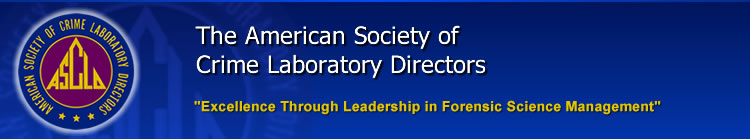 AMERICAN SOCIETY OF CRIME LABORATORY DIRECTORS
ASCLD
The American Society of
Crime Laboratory Directors
"Excellence Through Leadership in Forensic Science Management"